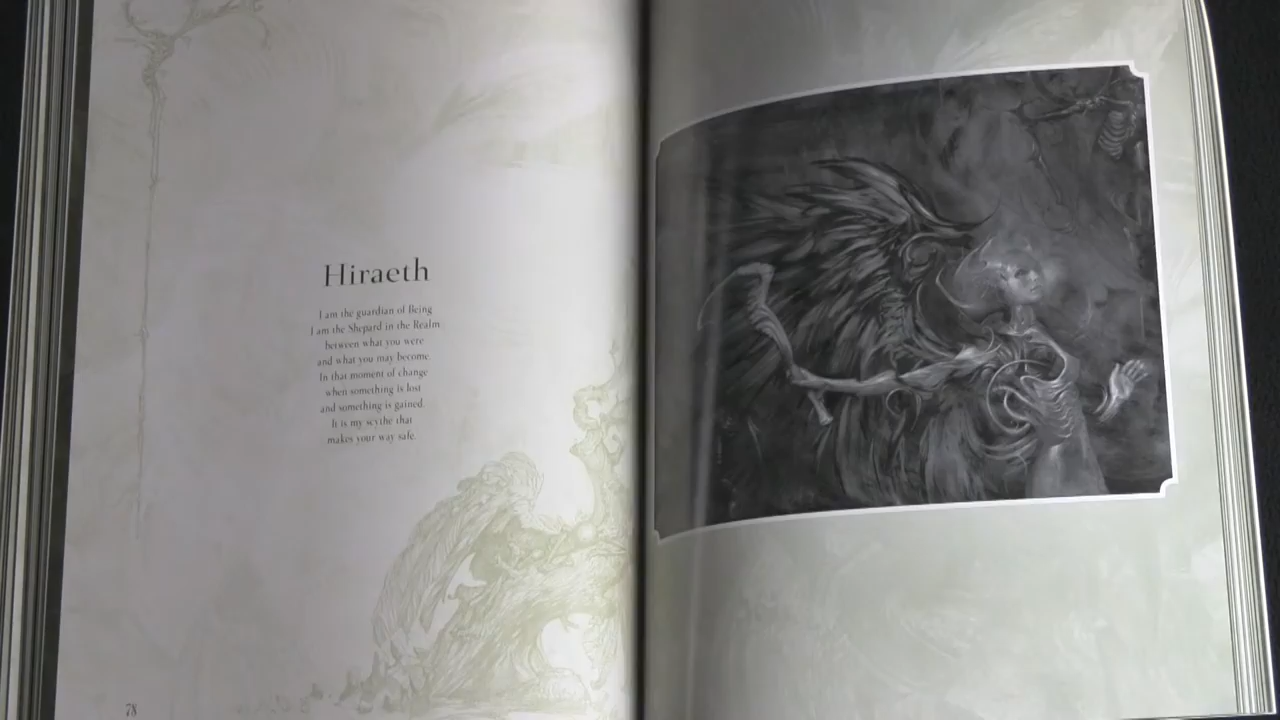 Hiraeth
I am the guardian of Being
I am the Shepard in the Realm
between what you were
and what you may become.
In that moment of change
when something is lost
and something is gained.
It is my scythe that
makes your way safe.
78